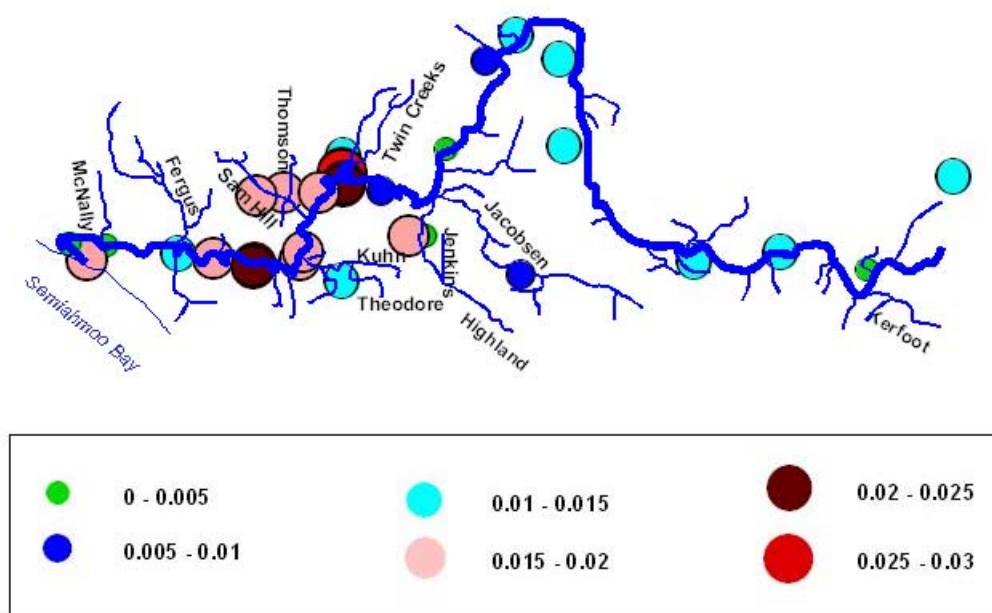 Twin Creeks
Thomson
Fergus
McNally
Sam Hill
Jacobsen
Jenkins
Kuhn
Theodore
Semiahmoo Bay
Highland
Kerfoot
0 - 0.005
0.01 - 0.015
0.02 - 0.025
0.005 - 0.01
0.015 - 0.02
0.025 - 0.03